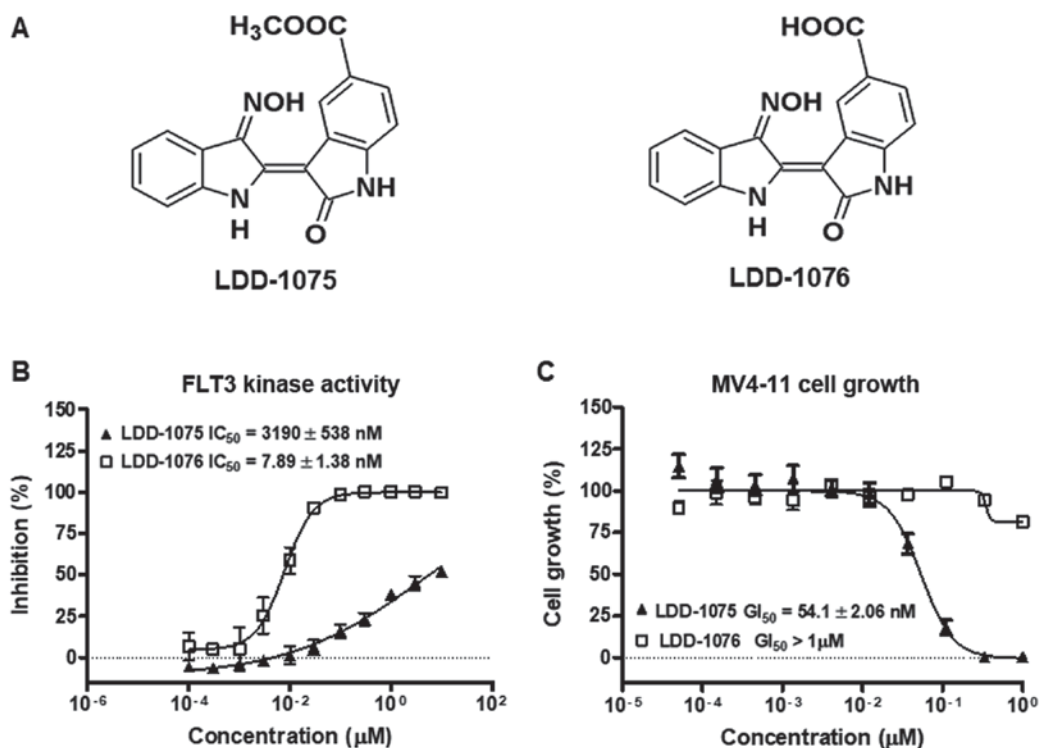 A
H₃COOC
NOH
N
H
NH
O
LDD-1075
HOOC
NOH
N
H
NH
O
LDD-1076
B
FLT3 kinase activity
▲ LDD-1075 IC₅₀ = 3190 ± 538 nM
□ LDD-1076 IC₅₀ = 7.89 ± 1.38 nM
Inhibition (%)
150
125
100
75
50
25
0
10⁻⁶ 10⁻⁴ 10⁻² 10⁰ 10²
Concentration (μM)
C
MV4-11 cell growth
Cell growth (%)
150
125
100
75
50
25
0
▲ LDD-1075 GI₅₀ = 54.1 ± 2.06 nM
□ LDD-1076 GI₅₀ > 1μM
10⁻⁵ 10⁻⁴ 10⁻³ 10⁻² 10⁻¹ 10⁰
Concentration (μM)